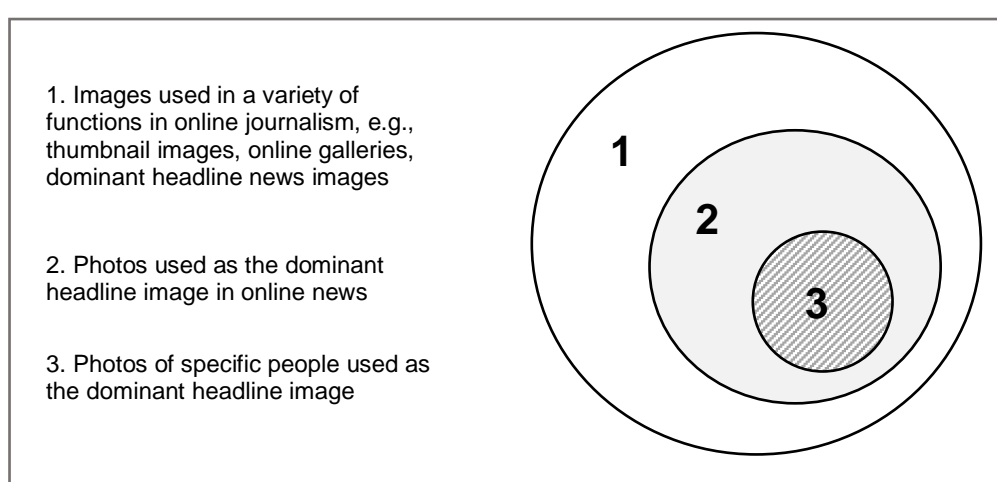 1. Images used in a variety of
functions in online journalism, e.g.,
thumbnail images, online galleries,
dominant headline news images
2. Photos used as the dominant
headline image in online news
3. Photos of specific people used as
the dominant headline image
1
2
3